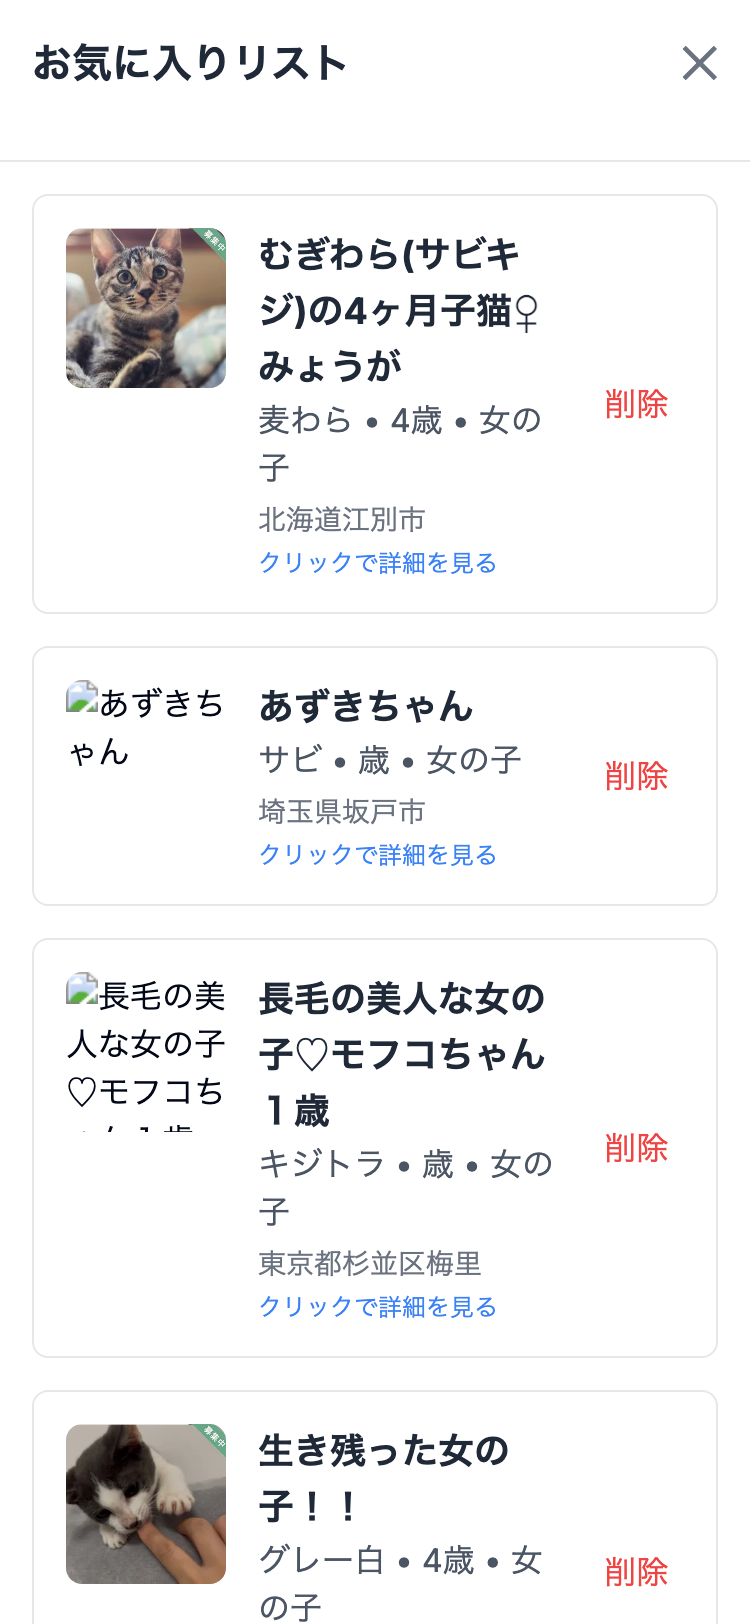 お気に入りリスト
募集中
むぎわら(サビキ
ジ)の4ヶ月子猫♀
みょうが
麦わら • 4歳 • 女の
子
北海道江別市
クリックで詳細を見る
削除
あずきち
ゃん
あずきちゃん
サビ • 歳 • 女の子
埼玉県坂戸市
クリックで詳細を見る
削除
長毛の美
人な女の子
♡モフコち
ゃん１歳
長毛の美人な女の
子♡モフコちゃん
１歳
キジトラ • 歳 • 女の
子
東京都杉並区梅里
クリックで詳細を見る
削除
募集中
生き残った女の
子！！
グレー白 • 4歳 • 女
の子
削除